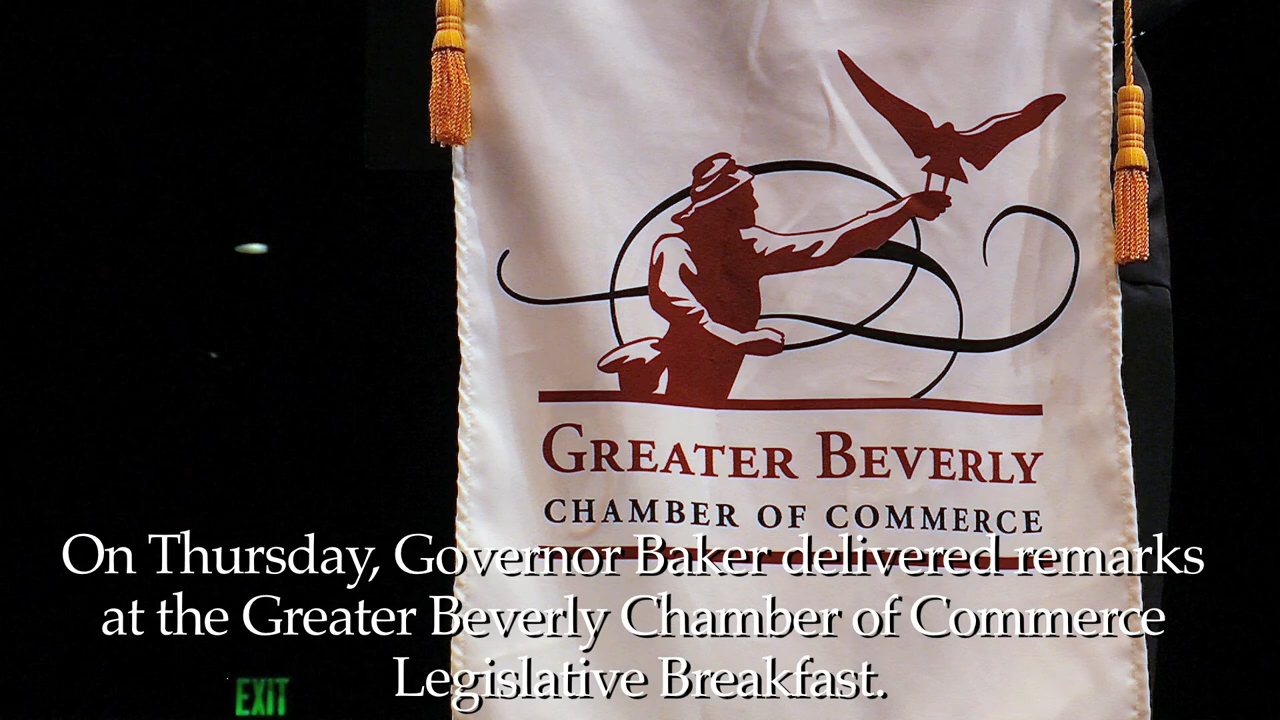 GREATER BEVERLY
CHAMBER OF COMMERCE
On Thursday, Governor Baker delivered remarks
at the Greater Beverly Chamber of Commerce
Legislative Breakfast.
EXIT